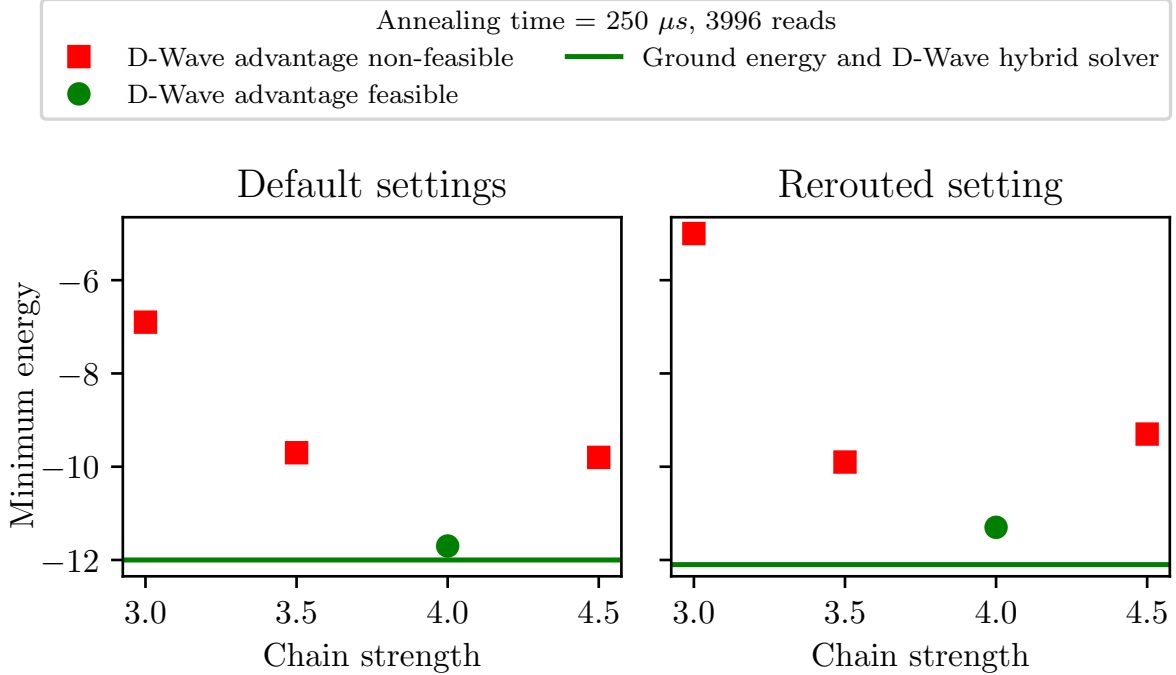 Annealing time = 250 μs, 3996 reads
D-Wave advantage non-feasible
Ground energy and D-Wave hybrid solver
D-Wave advantage feasible
Default settings
Rerouted setting
Minimum energy
−6
−8
−10
−12
3.0 3.5 4.0 4.5
3.0 3.5 4.0 4.5
Chain strength
Chain strength